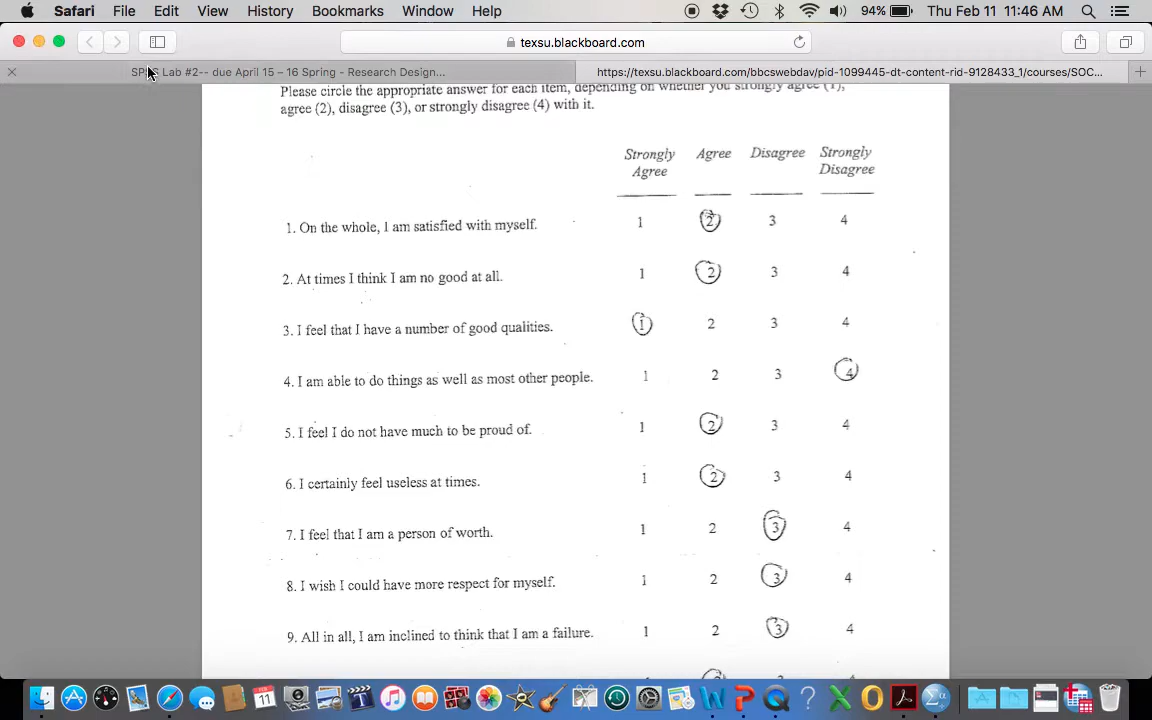 Safari File Edit View History Bookmarks Window Help 94% Thu Feb 11 11:46 AM
texsu.blackboard.com
SPSS Lab #2-- due April 15 – 16 Spring - Research Design...
https://texsu.blackboard.com/bbcswebdav/pid-1099445-dt-content-rid-9128433_1/courses/SOC...
Please circle the appropriate answer for each item, depending on whether you strongly agree (1),
agree (2), disagree (3), or strongly disagree (4) with it.
Strongly Agree Disagree Strongly
Agree Disagree
1. On the whole, I am satisfied with myself. 1 2 3 4
2. At times I think I am no good at all. 1 2 3 4
3. I feel that I have a number of good qualities. 1 2 3 4
4. I am able to do things as well as most other people. 1 2 3 4
5. I feel I do not have much to be proud of. 1 2 3 4
6. I certainly feel useless at times. 1 2 3 4
7. I feel that I am a person of worth. 1 2 3 4
8. I wish I could have more respect for myself. 1 2 3 4
9. All in all, I am inclined to think that I am a failure. 1 2 3 4